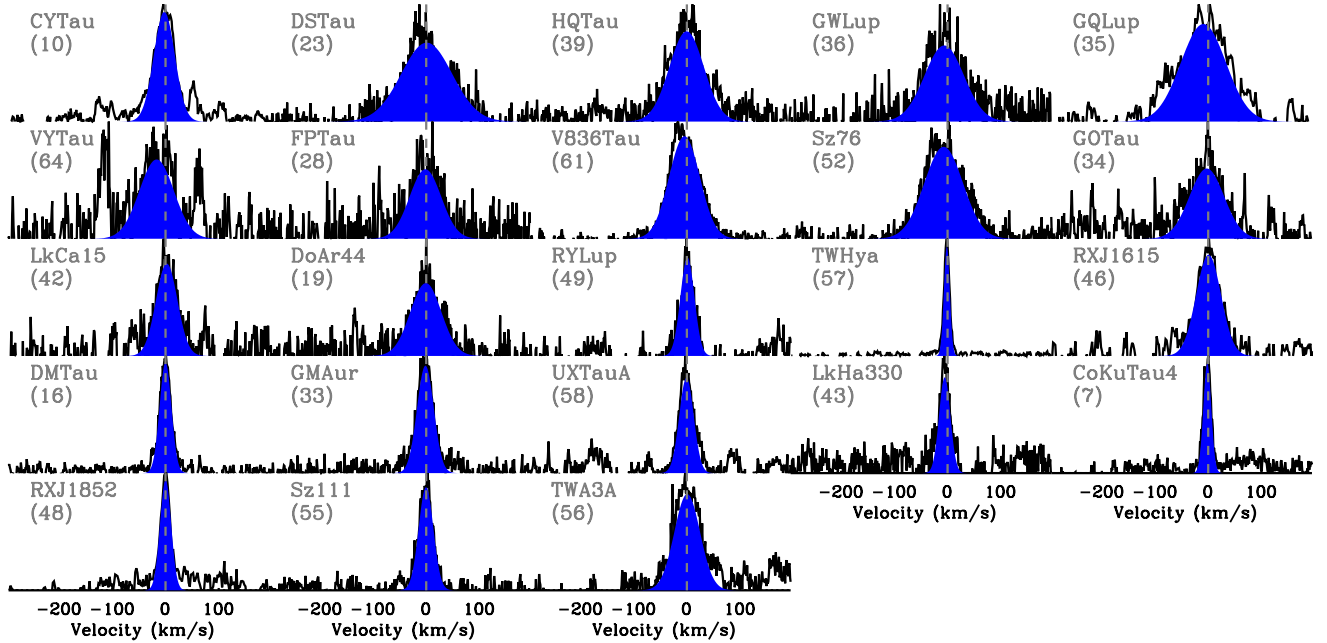 CYTau
(10)
DSTau
(23)
HQTau
(39)
GWLup
(36)
GQLup
(35)
VYTau
(64)
FPTau
(28)
V836Tau
(61)
Sz76
(52)
GOTau
(34)
LkCa15
(42)
DoAr44
(19)
RYLup
(49)
TWHya
(57)
RXJ1615
(46)
DMTau
(16)
GMAur
(33)
UXTauA
(58)
LkHa330
(43)
CoKuTau4
(7)
-200 -100 0 100
Velocity (km/s)
-200 -100 0 100
Velocity (km/s)
RXJ1852
(48)
Sz111
(55)
TWA3A
(56)
-200 -100 0 100
Velocity (km/s)
-200 -100 0 100
Velocity (km/s)
-200 -100 0 100
Velocity (km/s)